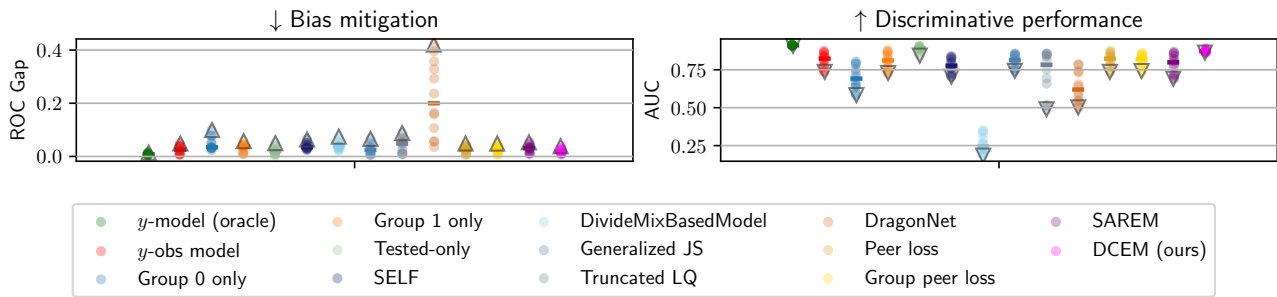 ↓ Bias mitigation
ROC Gap
0.4
0.2
0.0
↑ Discriminative performance
AUC
0.75
0.50
0.25
y-model (oracle)
y-obs model
Group 0 only
Group 1 only
Tested-only
SELF
DivideMixBasedModel
Generalized JS
Truncated LQ
DragonNet
Peer loss
Group peer loss
SAREM
DCEM (ours)